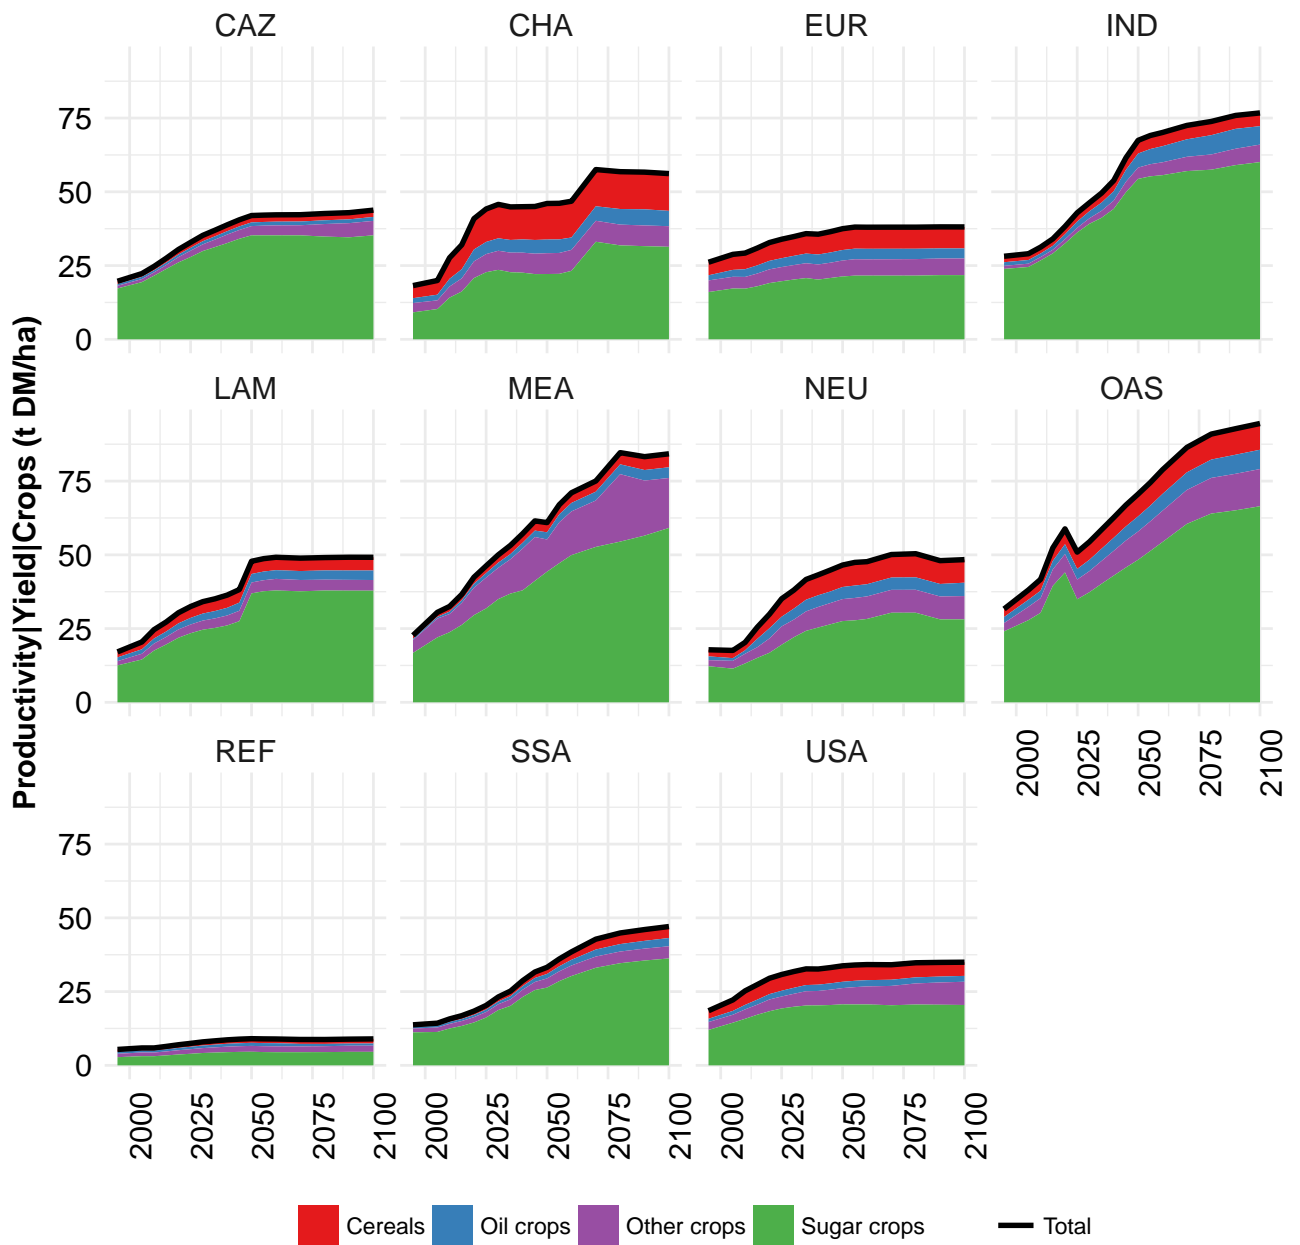 CAZ CHA EUR IND
75
50
25
0
LAM MEA NEU OAS
75
50
25
0
2000 2025 2050 2075 2100
REF SSA USA
75
50
25
0
2000 2025 2050 2075 2100 2000 2025 2050 2075 2100 2000 2025 2050 2075 2100
Productivity|Yield|Crops (t DM/ha)
Cereals Oil crops Other crops Sugar crops Total